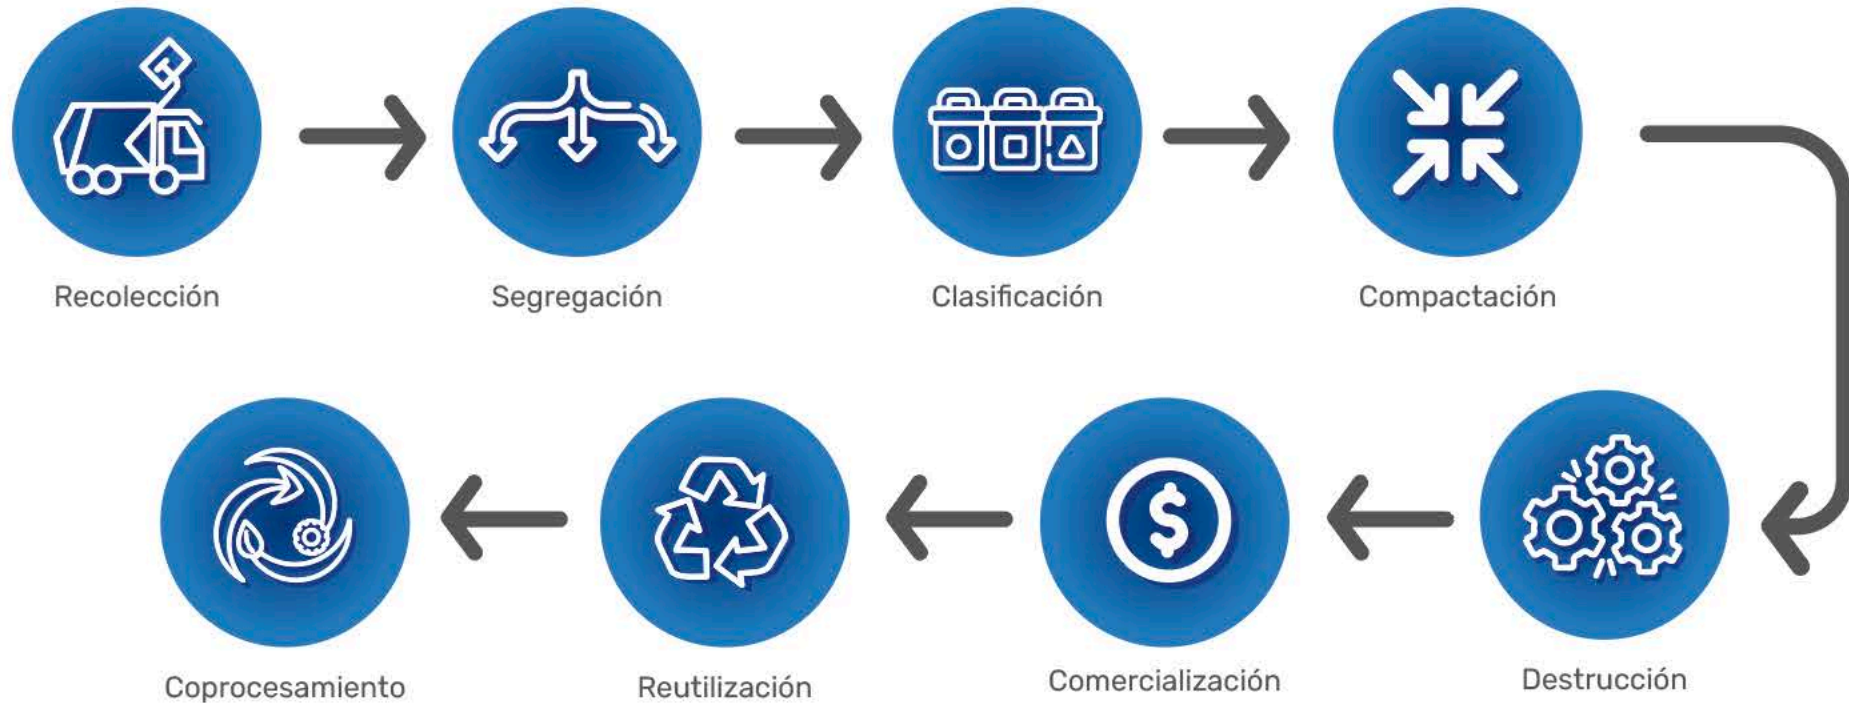 Recolección
Segregación
Clasificación
Compactación
Destrucción
Comercialización
Reutilización
Coprocesamiento